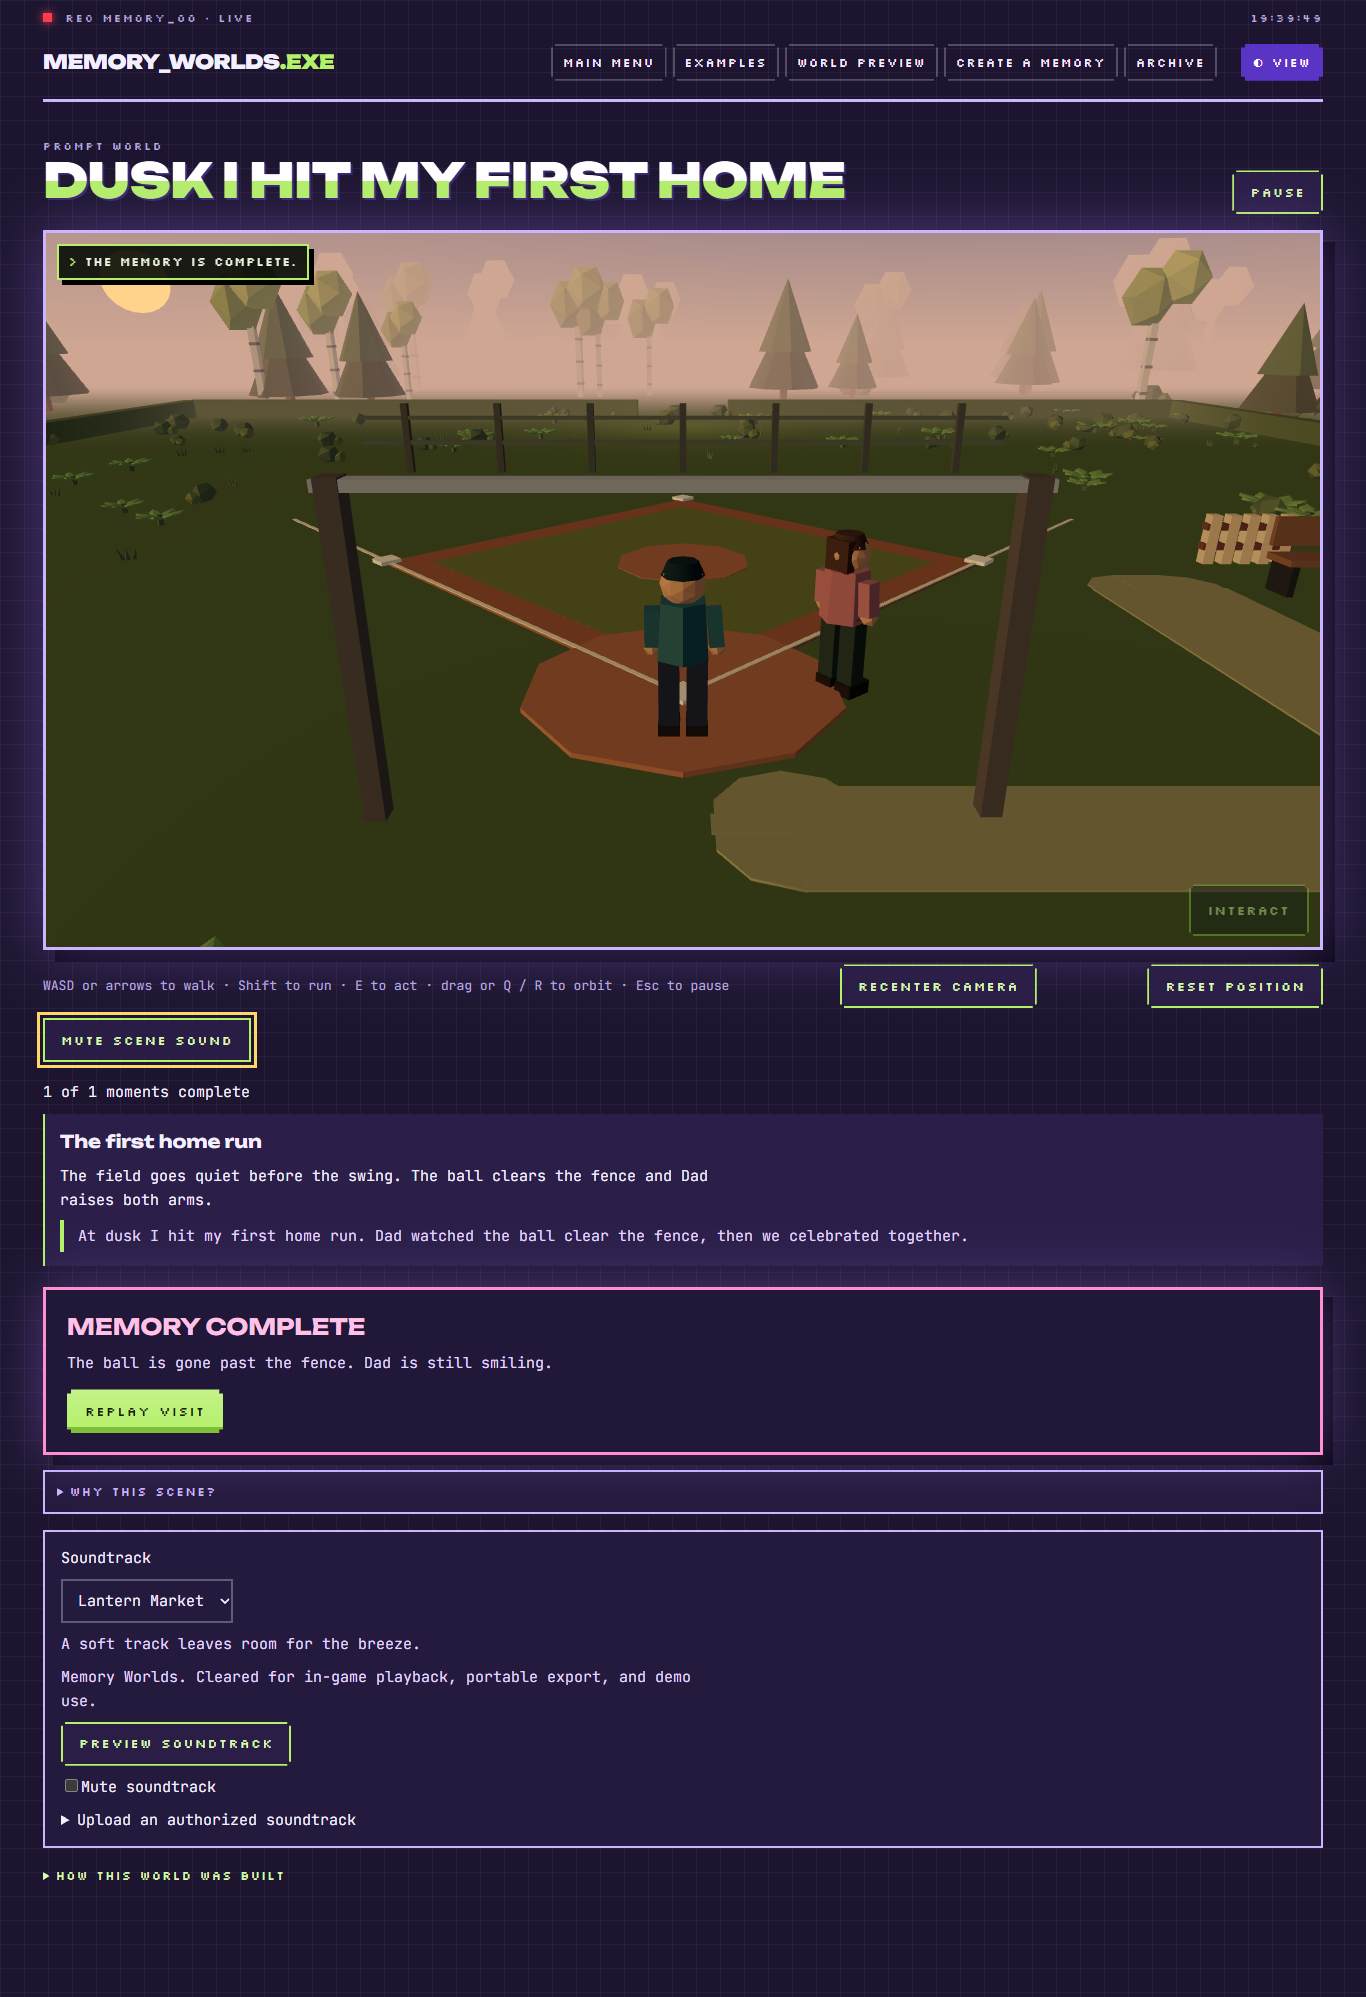 REC MEMORY_OO · LIVE
19:39:49
MEMORY_WORLDS.EXE
MAIN MENU
EXAMPLES
WORLD PREVIEW
CREATE A MEMORY
ARCHIVE
◐ VIEW
PROMPT WORLD
DUSK I HIT MY FIRST HOME
PAUSE
> THE MEMORY IS COMPLETE.
INTERACT
WASD or arrows to walk · Shift to run · E to act · drag or Q / R to orbit · Esc to pause
RECENTER CAMERA
RESET POSITION
MUTE SCENE SOUND
1 of 1 moments complete
The first home run
The field goes quiet before the swing. The ball clears the fence and Dad
raises both arms.
At dusk I hit my first home run. Dad watched the ball clear the fence, then we celebrated together.
MEMORY COMPLETE
The ball is gone past the fence. Dad is still smiling.
REPLAY VISIT
▶ WHY THIS SCENE?
Soundtrack
Lantern Market
A soft track leaves room for the breeze.
Memory Worlds. Cleared for in-game playback, portable export, and demo
use.
PREVIEW SOUNDTRACK
Mute soundtrack
▶ Upload an authorized soundtrack
▶ HOW THIS WORLD WAS BUILT